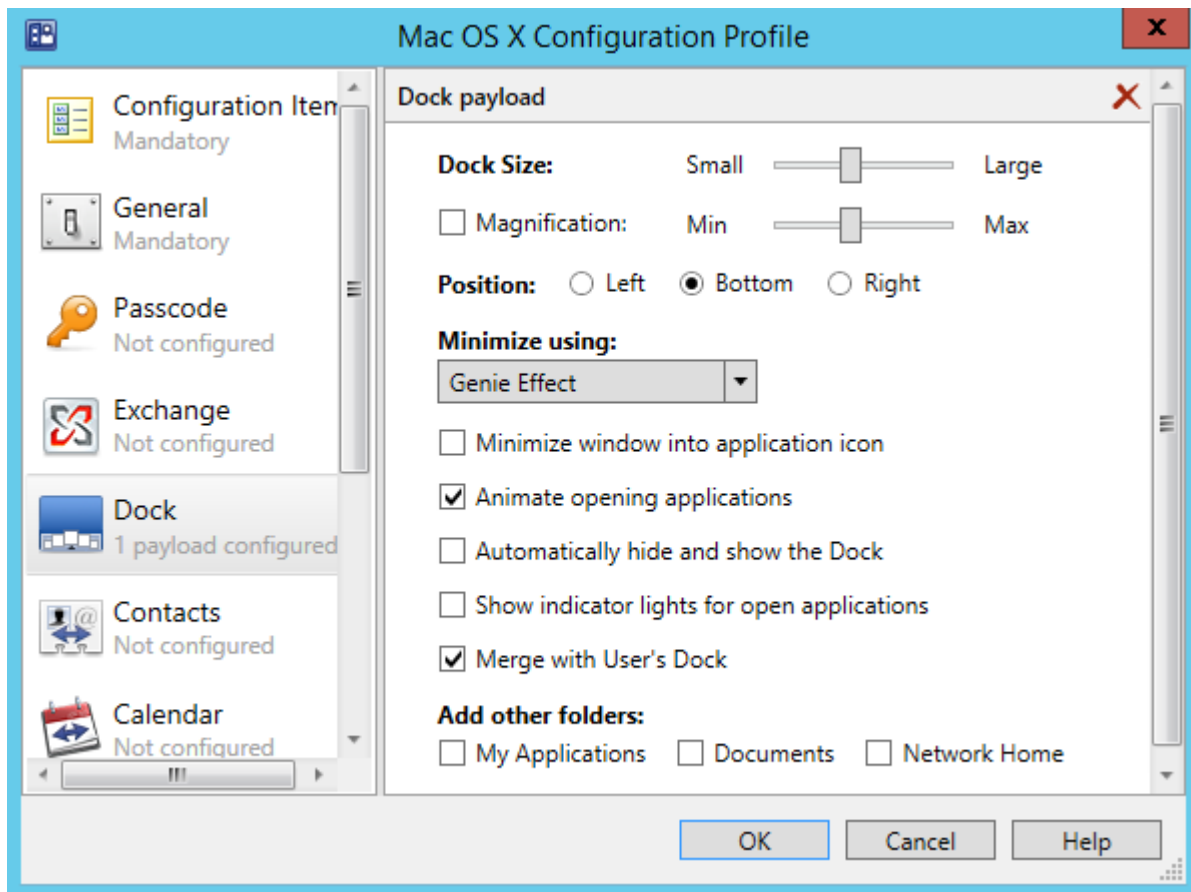 Mac OS X Configuration Profile
x
Configuration Item
Mandatory
General
Mandatory
Passcode
Not configured
Exchange
Not configured
Dock
1 payload configured
Contacts
Not configured
Calendar
Not configured
Dock payload
Dock Size: Small Large
Magnification: Min Max
Position: Left Bottom Right
Minimize using:
Genie Effect
Minimize window into application icon
Animate opening applications
Automatically hide and show the Dock
Show indicator lights for open applications
Merge with User's Dock
Add other folders:
My Applications Documents Network Home
OK Cancel Help